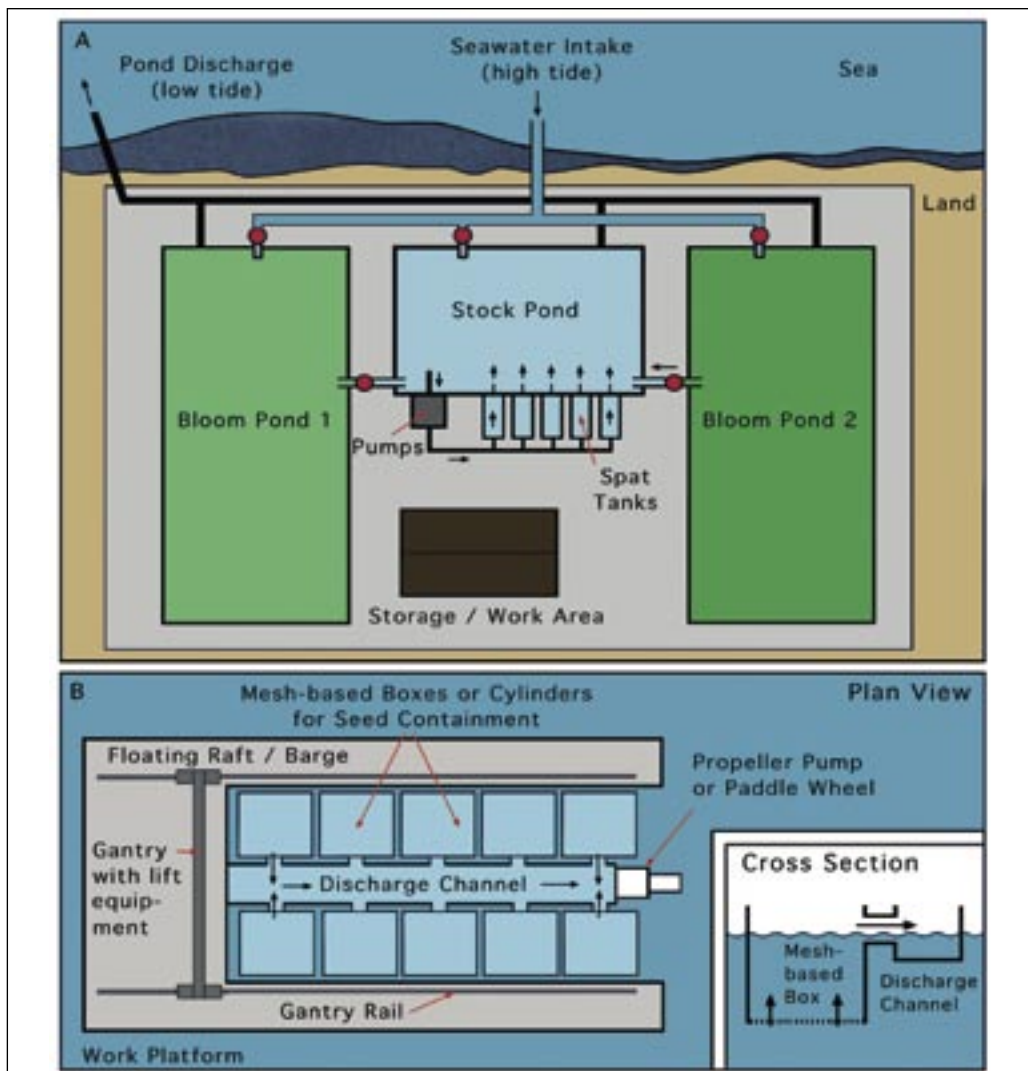 A
Pond Discharge
(low tide)
Seawater Intake
(high tide)
Sea
Land
Stock Pond
Bloom Pond 1
Bloom Pond 2
Pumps
Spat
Tanks
Storage / Work Area
B
Mesh-based Boxes or Cylinders
for Seed Containment
Plan View
Floating Raft / Barge
Propeller Pump
or Paddle Wheel
Gantry
with lift
equip-
ment
Discharge Channel
Gantry Rail
Work Platform
Cross Section
Mesh-
based
Box
Discharge
Channel